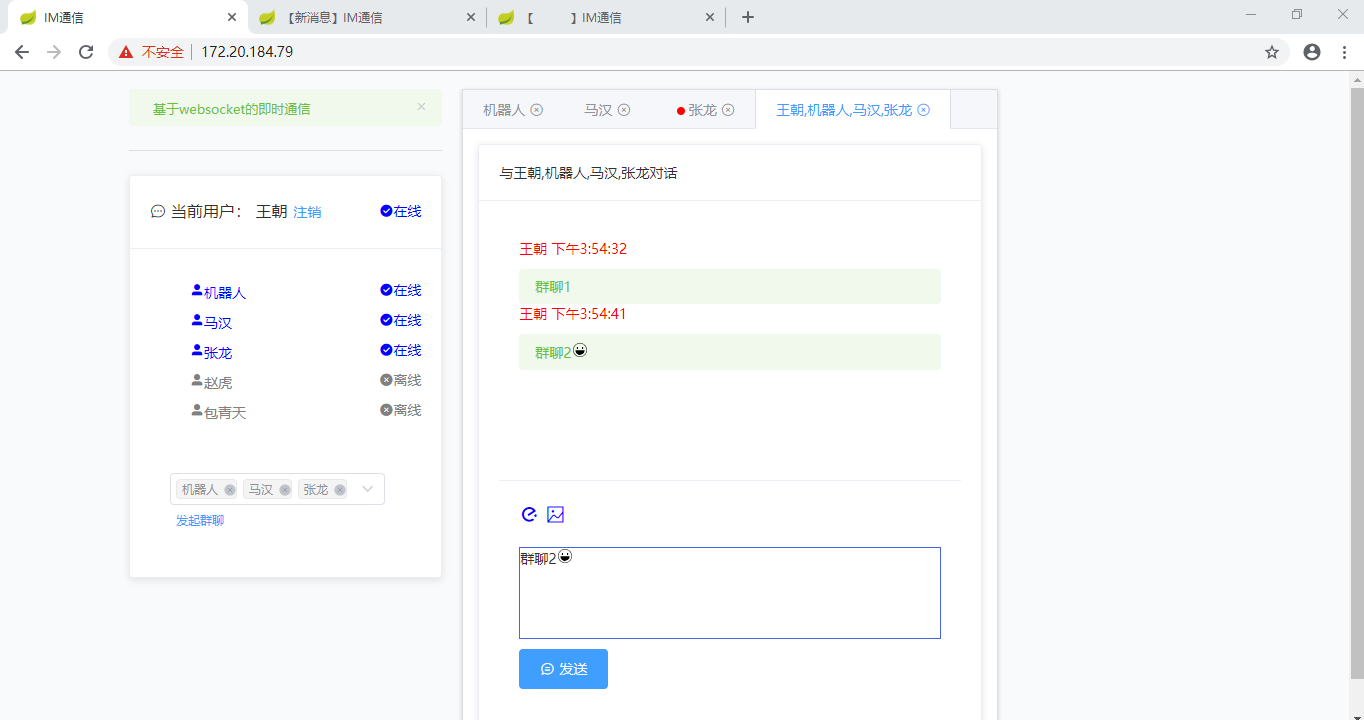 IM通信
【新消息】IM通信
【　　　】IM通信
不安全
172.20.184.79
基于websocket的即时通信
当前用户： 王朝 注销 在线
机器人 在线
马汉 在线
张龙 在线
赵虎 离线
包青天 离线
机器人 马汉 张龙
发起群聊
机器人 马汉 张龙 王朝,机器人,马汉,张龙
与王朝,机器人,马汉,张龙对话
王朝 下午3:54:32
群聊1
王朝 下午3:54:41
群聊2😀
群聊2😀
发送